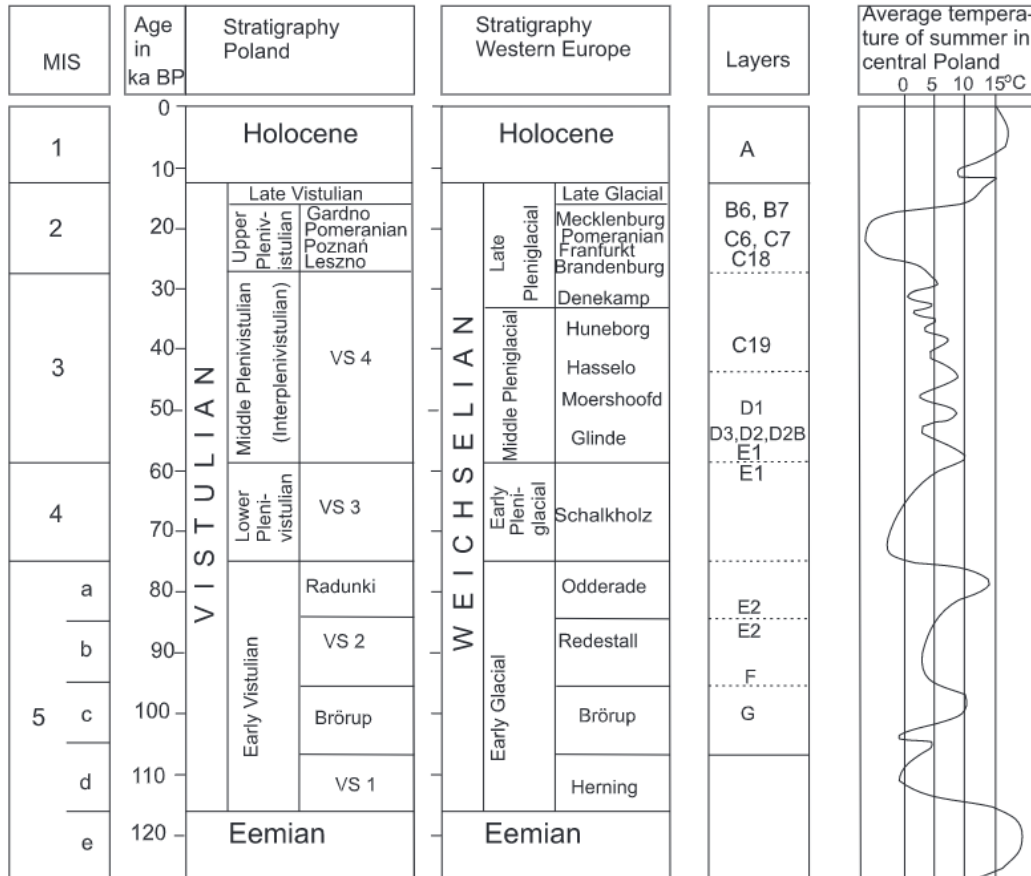 MIS
Age
in
ka BP
Stratigraphy
Poland
Stratigraphy
Western Europe
Layers
Average tempera-
ture of summer in
central Poland
0 5 10 15°C
1
2
3
4
5
a
b
c
d
e
0
10
20
30
40
50
60
70
80
90
100
110
120
Holocene
VISTULIAN
Late Vistulian
Upper
Pleniv-
istulian
Gardno
Pomeranian
Poznań
Leszno
Middle Plenivistulian
(Interplenivistulian)
VS 4
Lower
Pleni-
vistulian
VS 3
Early Vistulian
Radunki
VS 2
Brörup
VS 1
Eemian
Holocene
WEICHSELIAN
Late Glacial
Late
Pleniglacial
Mecklenburg
Pomeranian
Franfurkt
Brandenburg
Denekamp
Middle Pleniglacial
Huneborg
Hasselo
Moershoofd
Glinde
Early
Pleni-
glacial
Schalkholz
Early Glacial
Odderade
Redestall
Brörup
Herning
Eemian
A
B6, B7
C6, C7
C18
C19
D1
D3,D2,D2B
E1
E1
E2
E2
F
G